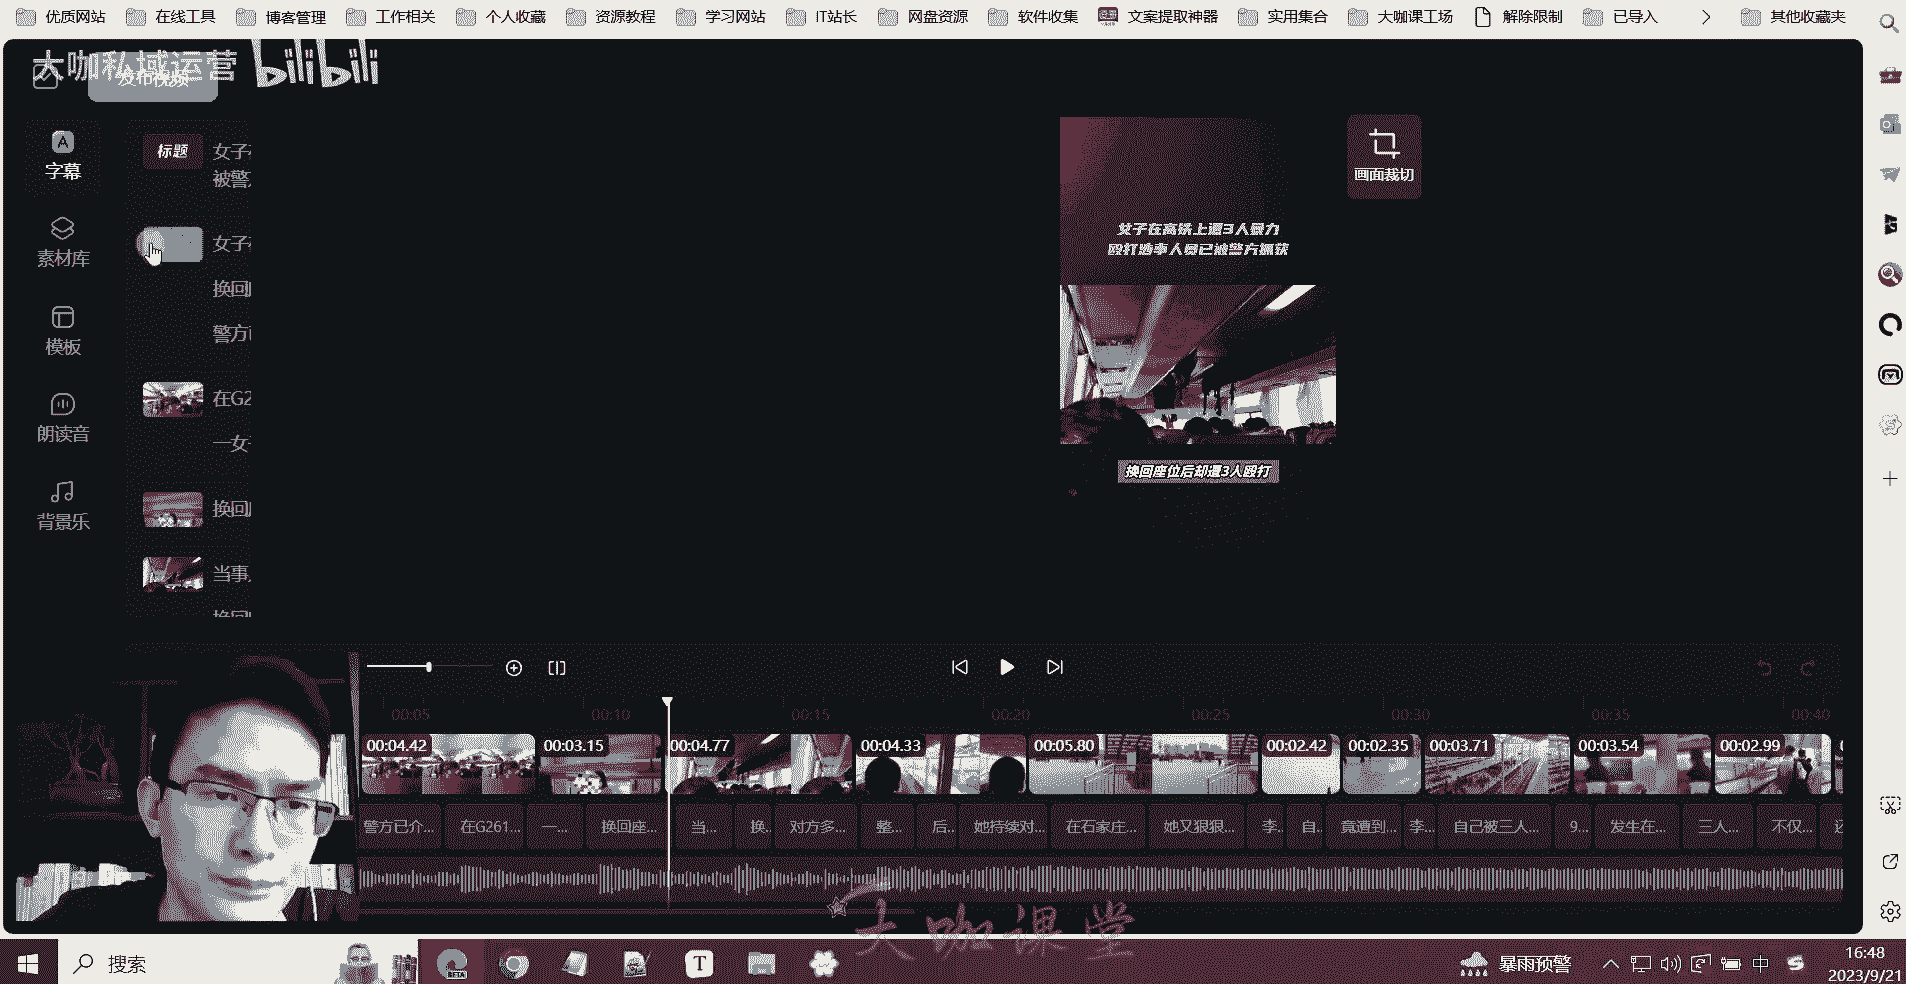 优质网站
在线工具
博客管理
工作相关
个人收藏
资源教程
学习网站
IT站长
网盘资源
软件收集
文案提取神器
实用集合
大咖课工场
解除限制
已导入
其他收藏夹
大咖私域运营 bilibili
发布视频
字幕
素材库
模板
朗读音
背景乐
标题
女子
被警
女子
换回
警方
在G2
一女
换回
当事
画面裁切
女子在高铁上遭3人暴力
殴打涉事人员已被警方抓获
换回座位后却遭3人殴打
00:05
00:10
00:15
00:20
00:25
00:30
00:35
00:40
00:04.42
00:03.15
00:04.77
00:04.33
00:05.80
00:02.42
00:02.35
00:03.71
00:03.54
00:02.99
警方已介...
在G261...
一...
换回座...
当...
换..
对方多...
整...
后..
她持续对...
在石家庄...
她又狠狠...
李..
自..
竟遭到...
李..
自己被三人...
9...
发生在...
三人...
不仅...
大咖课堂
搜索
BETA
T
暴雨预警
中
16:48
2023/9/21